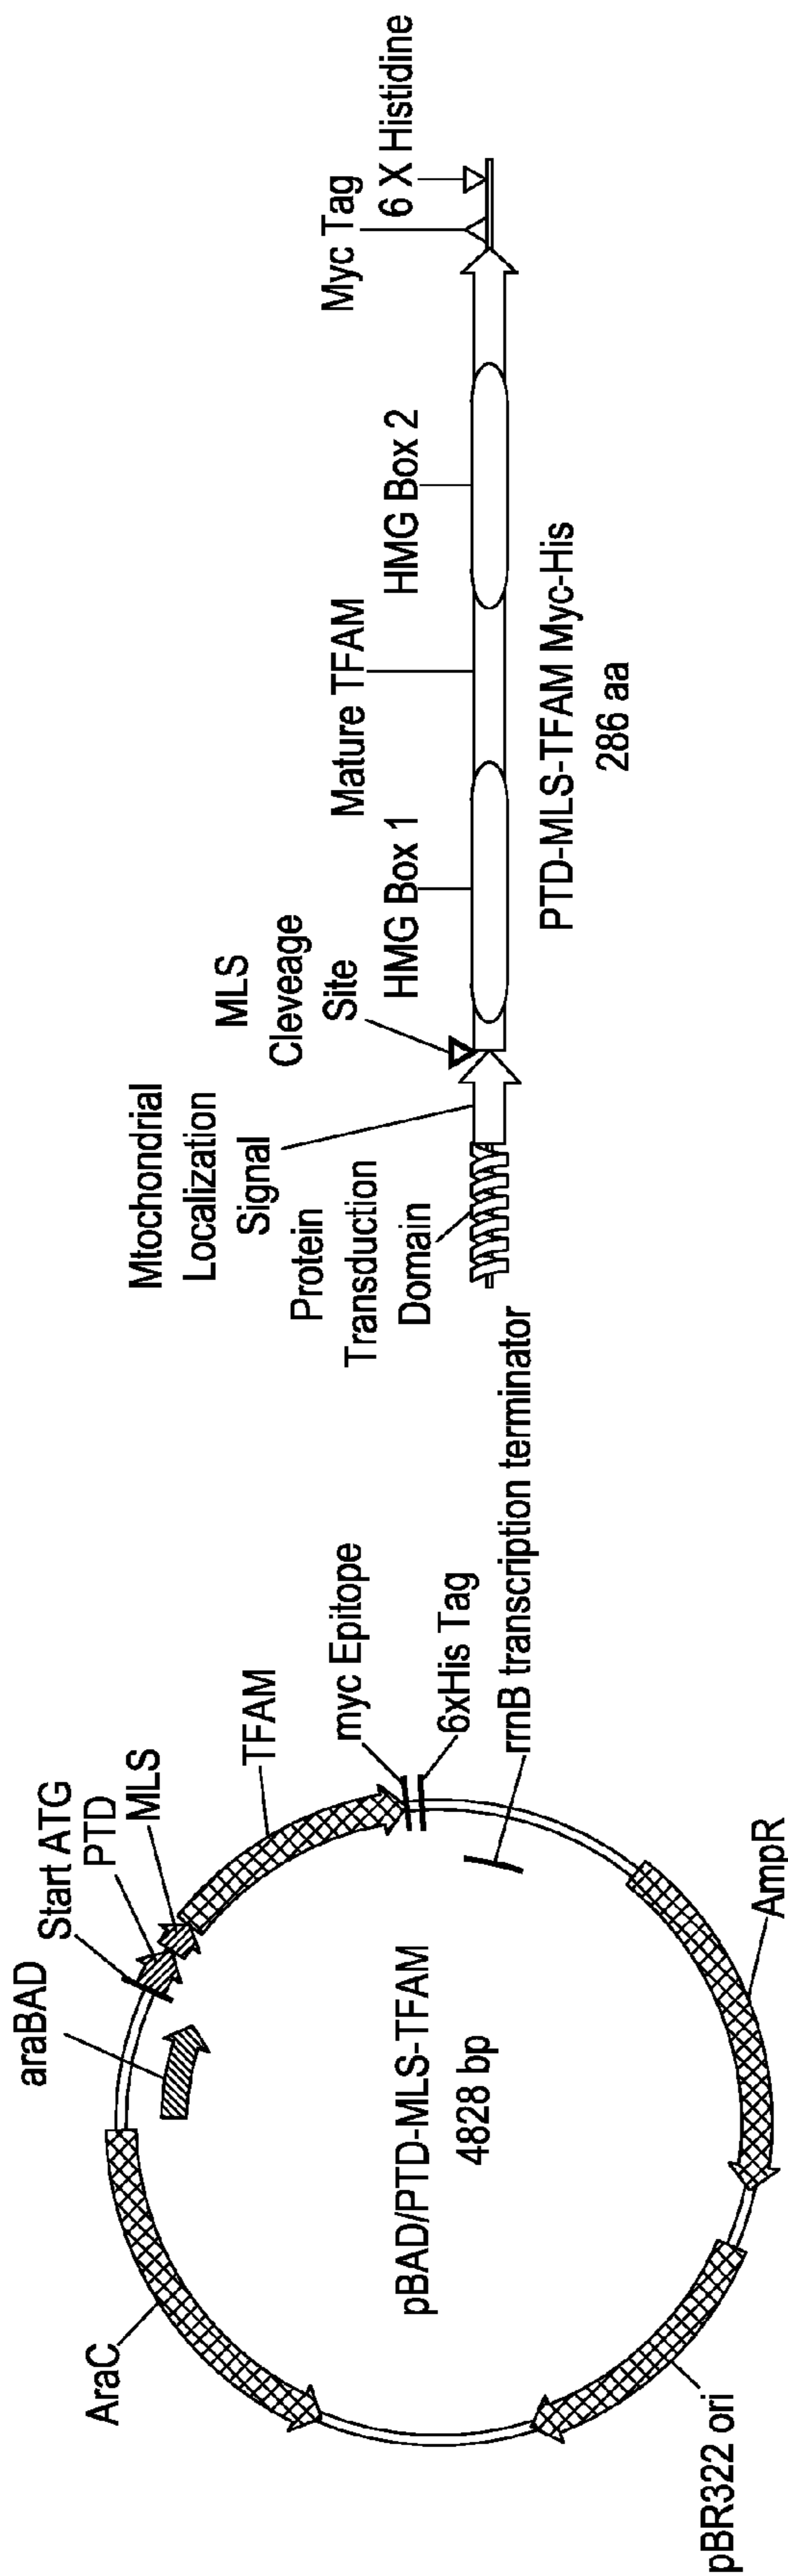 araBAD
Start ATG
PTD
MLS
TFAM
myc Epitope
6xHis Tag
rrnB transcription terminator
AmpR
pBR322 ori
AraC
pBAD/PTD-MLS-TFAM
4828 bp
Mtochondrial
Localization
Signal
Protein
Transduction
Domain
MLS
Cleveage
Site
HMG Box 1
Mature TFAM
HMG Box 2
Myc Tag
6 X Histidine
PTD-MLS-TFAM Myc-His
286 aa